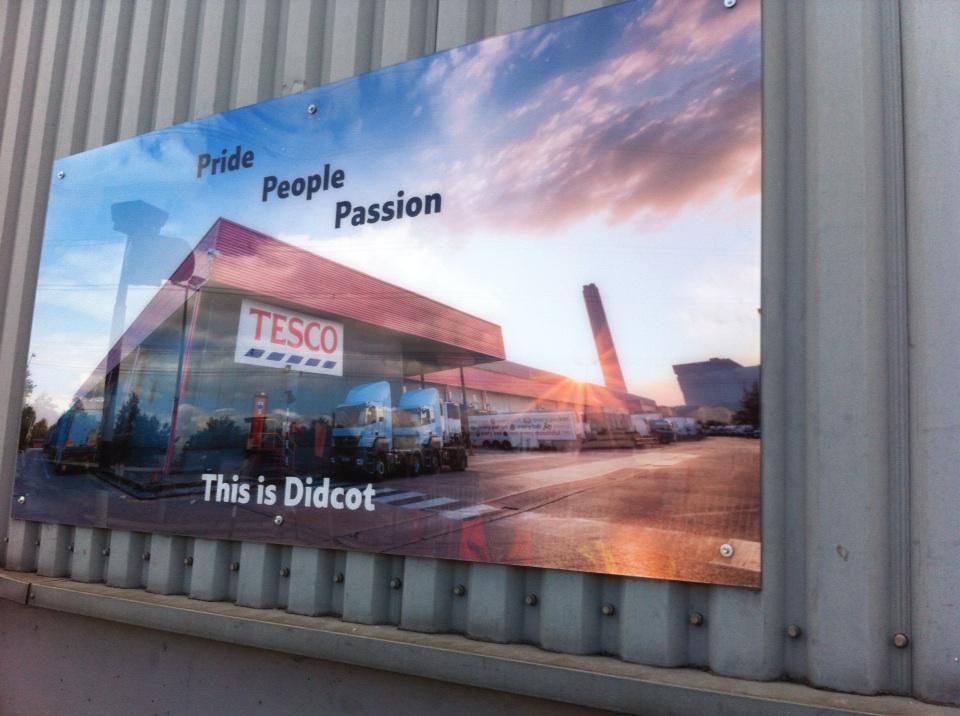 Pride
People
Passion
TESCO
This is Didcot